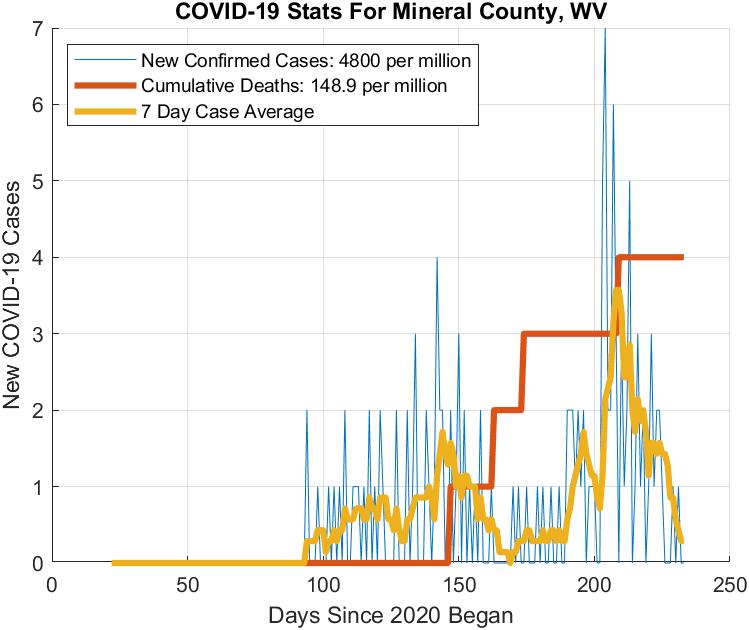 COVID-19 Stats For Mineral County, WV
New Confirmed Cases: 4800 per million
Cumulative Deaths: 148.9 per million
7 Day Case Average
New COVID-19 Cases
7
6
5
4
3
2
1
0
0 50 100 150 200 250
Days Since 2020 Began